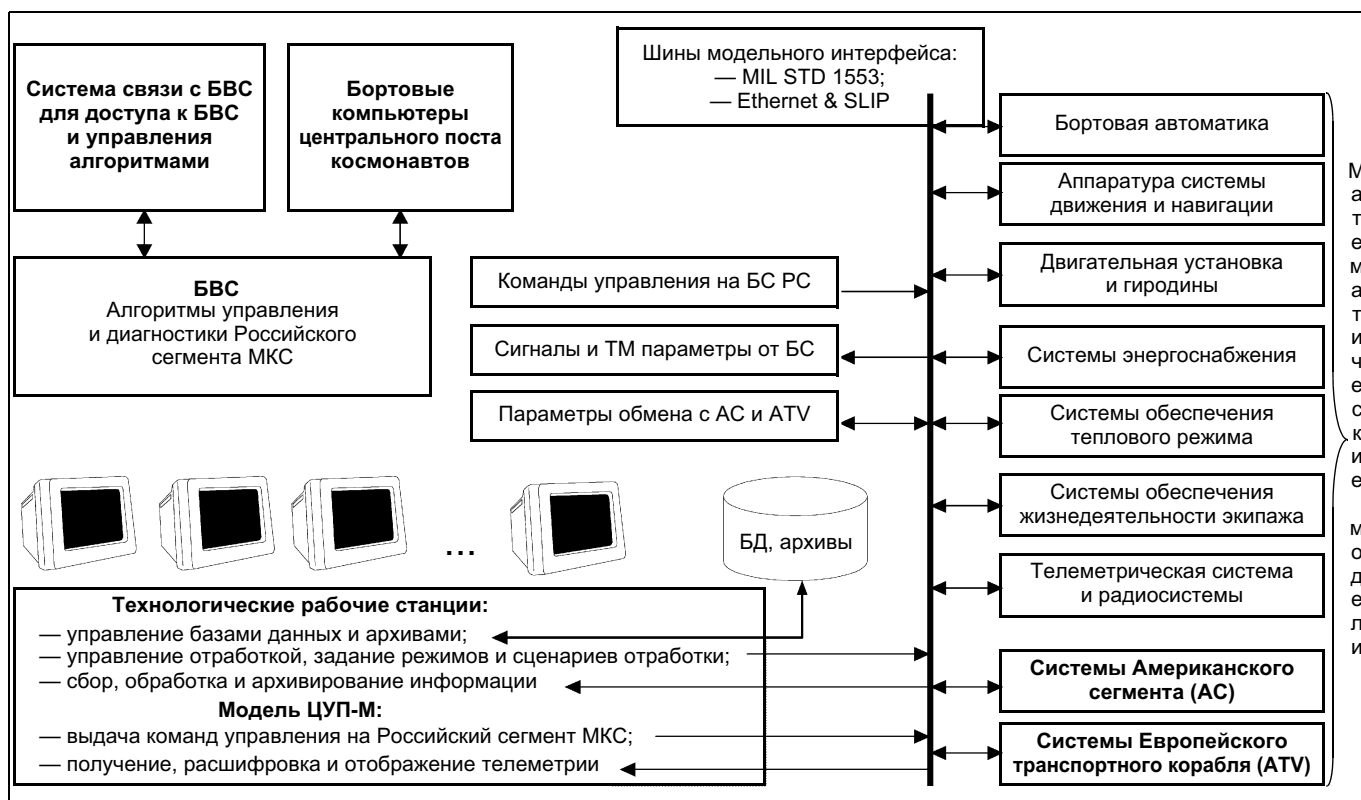 Система связи с БВС
для доступа к БВС
и управления
алгоритмами
Бортовые
компьютеры
центрального поста
космонавтов
БВС
Алгоритмы управления
и диагностики Российского
сегмента МКС
Шины модельного интерфейса:
— MIL STD 1553;
— Ethernet & SLIP
Команды управления на БС РС
Сигналы и ТМ параметры от БС
Параметры обмена с АС и ATV
Бортовая автоматика
Аппаратура системы
движения и навигации
Двигательная установка
и гиродины
Системы энергоснабжения
Системы обеспечения
теплового режима
Системы обеспечения
жизнедеятельности экипажа
Телеметрическая система
и радиосистемы
Системы Американского
сегмента (АС)
Системы Европейского
транспортного корабля (ATV)
Математические
модели
...
БД, архивы
Технологические рабочие станции:
— управление базами данных и архивами;
— управление отработкой, задание режимов и сценариев отработки;
— сбор, обработка и архивирование информации
Модель ЦУП-М:
— выдача команд управления на Российский сегмент МКС;
— получение, расшифровка и отображение телеметрии